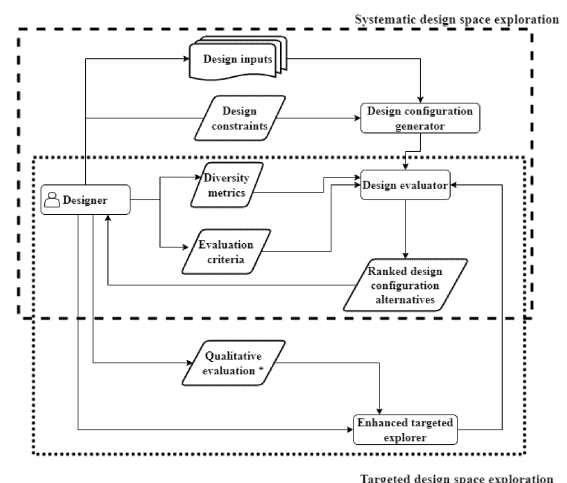 Systematic design space exploration
Design inputs
Design
constraints
Design configuration
generator
Designer
Diversity
metrics
Design evaluator
Evaluation
criteria
Ranked design
configuration
alternatives
Qualitative
evaluation *
Enhanced targeted
explorer
Targeted design space exploration